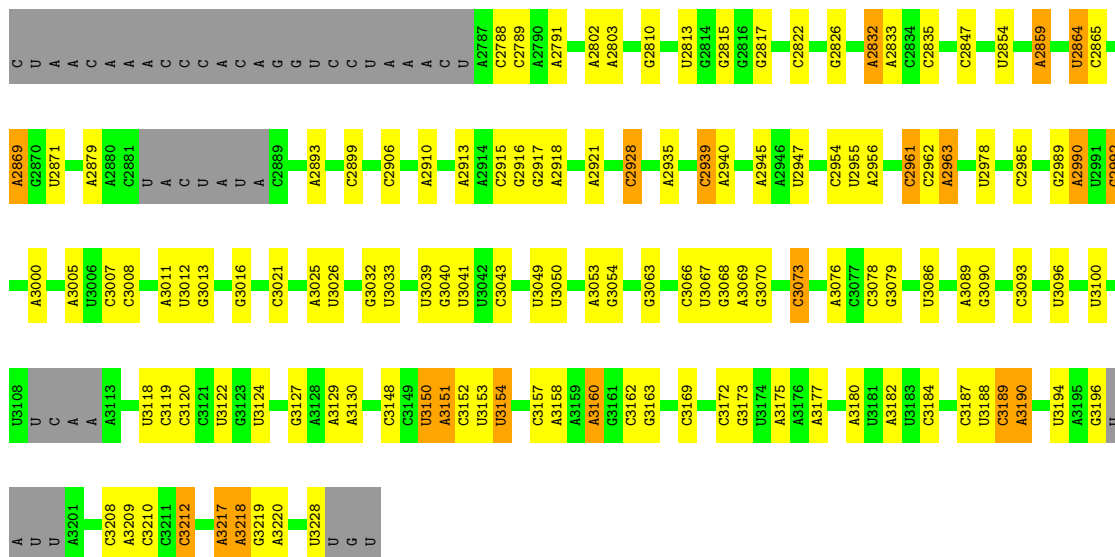 C U A A C A A A C C C A C A G G U C C U A A A C U A2787 C2788 C2789 A2790 A2791 A2802 A2803 G2810 U2813 G2814 G2815 G2816 G2817 C2822 G2826 A2832 A2833 C2834 C2835 C2847 U2854 A2859 U2864 C2865
A2869 G2870 U2871 A2879 A2880 C2881 U A C U A U A C2889 A2893 C2899 C2906 A2910 A2913 A2914 C2915 G2916 G2917 A2918 A2921 C2928 A2935 C2939 A2940 A2945 A2946 U2947 C2954 U2955 A2956 C2961 C2962 A2963 U2978 C2985 G2989 A2990 U2991
A3000 A3005 U3006 C3007 C3008 A3011 U3012 G3013 G3016 C3021 A3025 U3026 G3032 U3033 U3039 G3040 U3041 U3042 C3043 U3049 U3050 A3053 G3054 G3063 C3066 U3067 G3068 A3069 G3070 C3073 A3076 C3077 C3078 G3079 U3086 A3089 G3090 C3093 U3096 U3100
U3108 U C A A A3113 U3118 C3119 C3120 C3121 U3122 G3123 U3124 G3127 A3128 A3129 A3130 C3148 C3149 U3150 A3151 C3152 U3153 U3154 C3157 A3158 A3159 A3160 G3161 C3162 G3163 C3169 C3172 G3173 U3174 A3175 A3176 A3177 A3180 U3181 A3182 U3183 C3184 C3187 U3188 C3189 A3190 U3194 A3195 G3196 U
A U U A3201 C3208 A3209 C3210 C3211 C3212 A3217 A3218 G3219 A3220 U3228 U G U